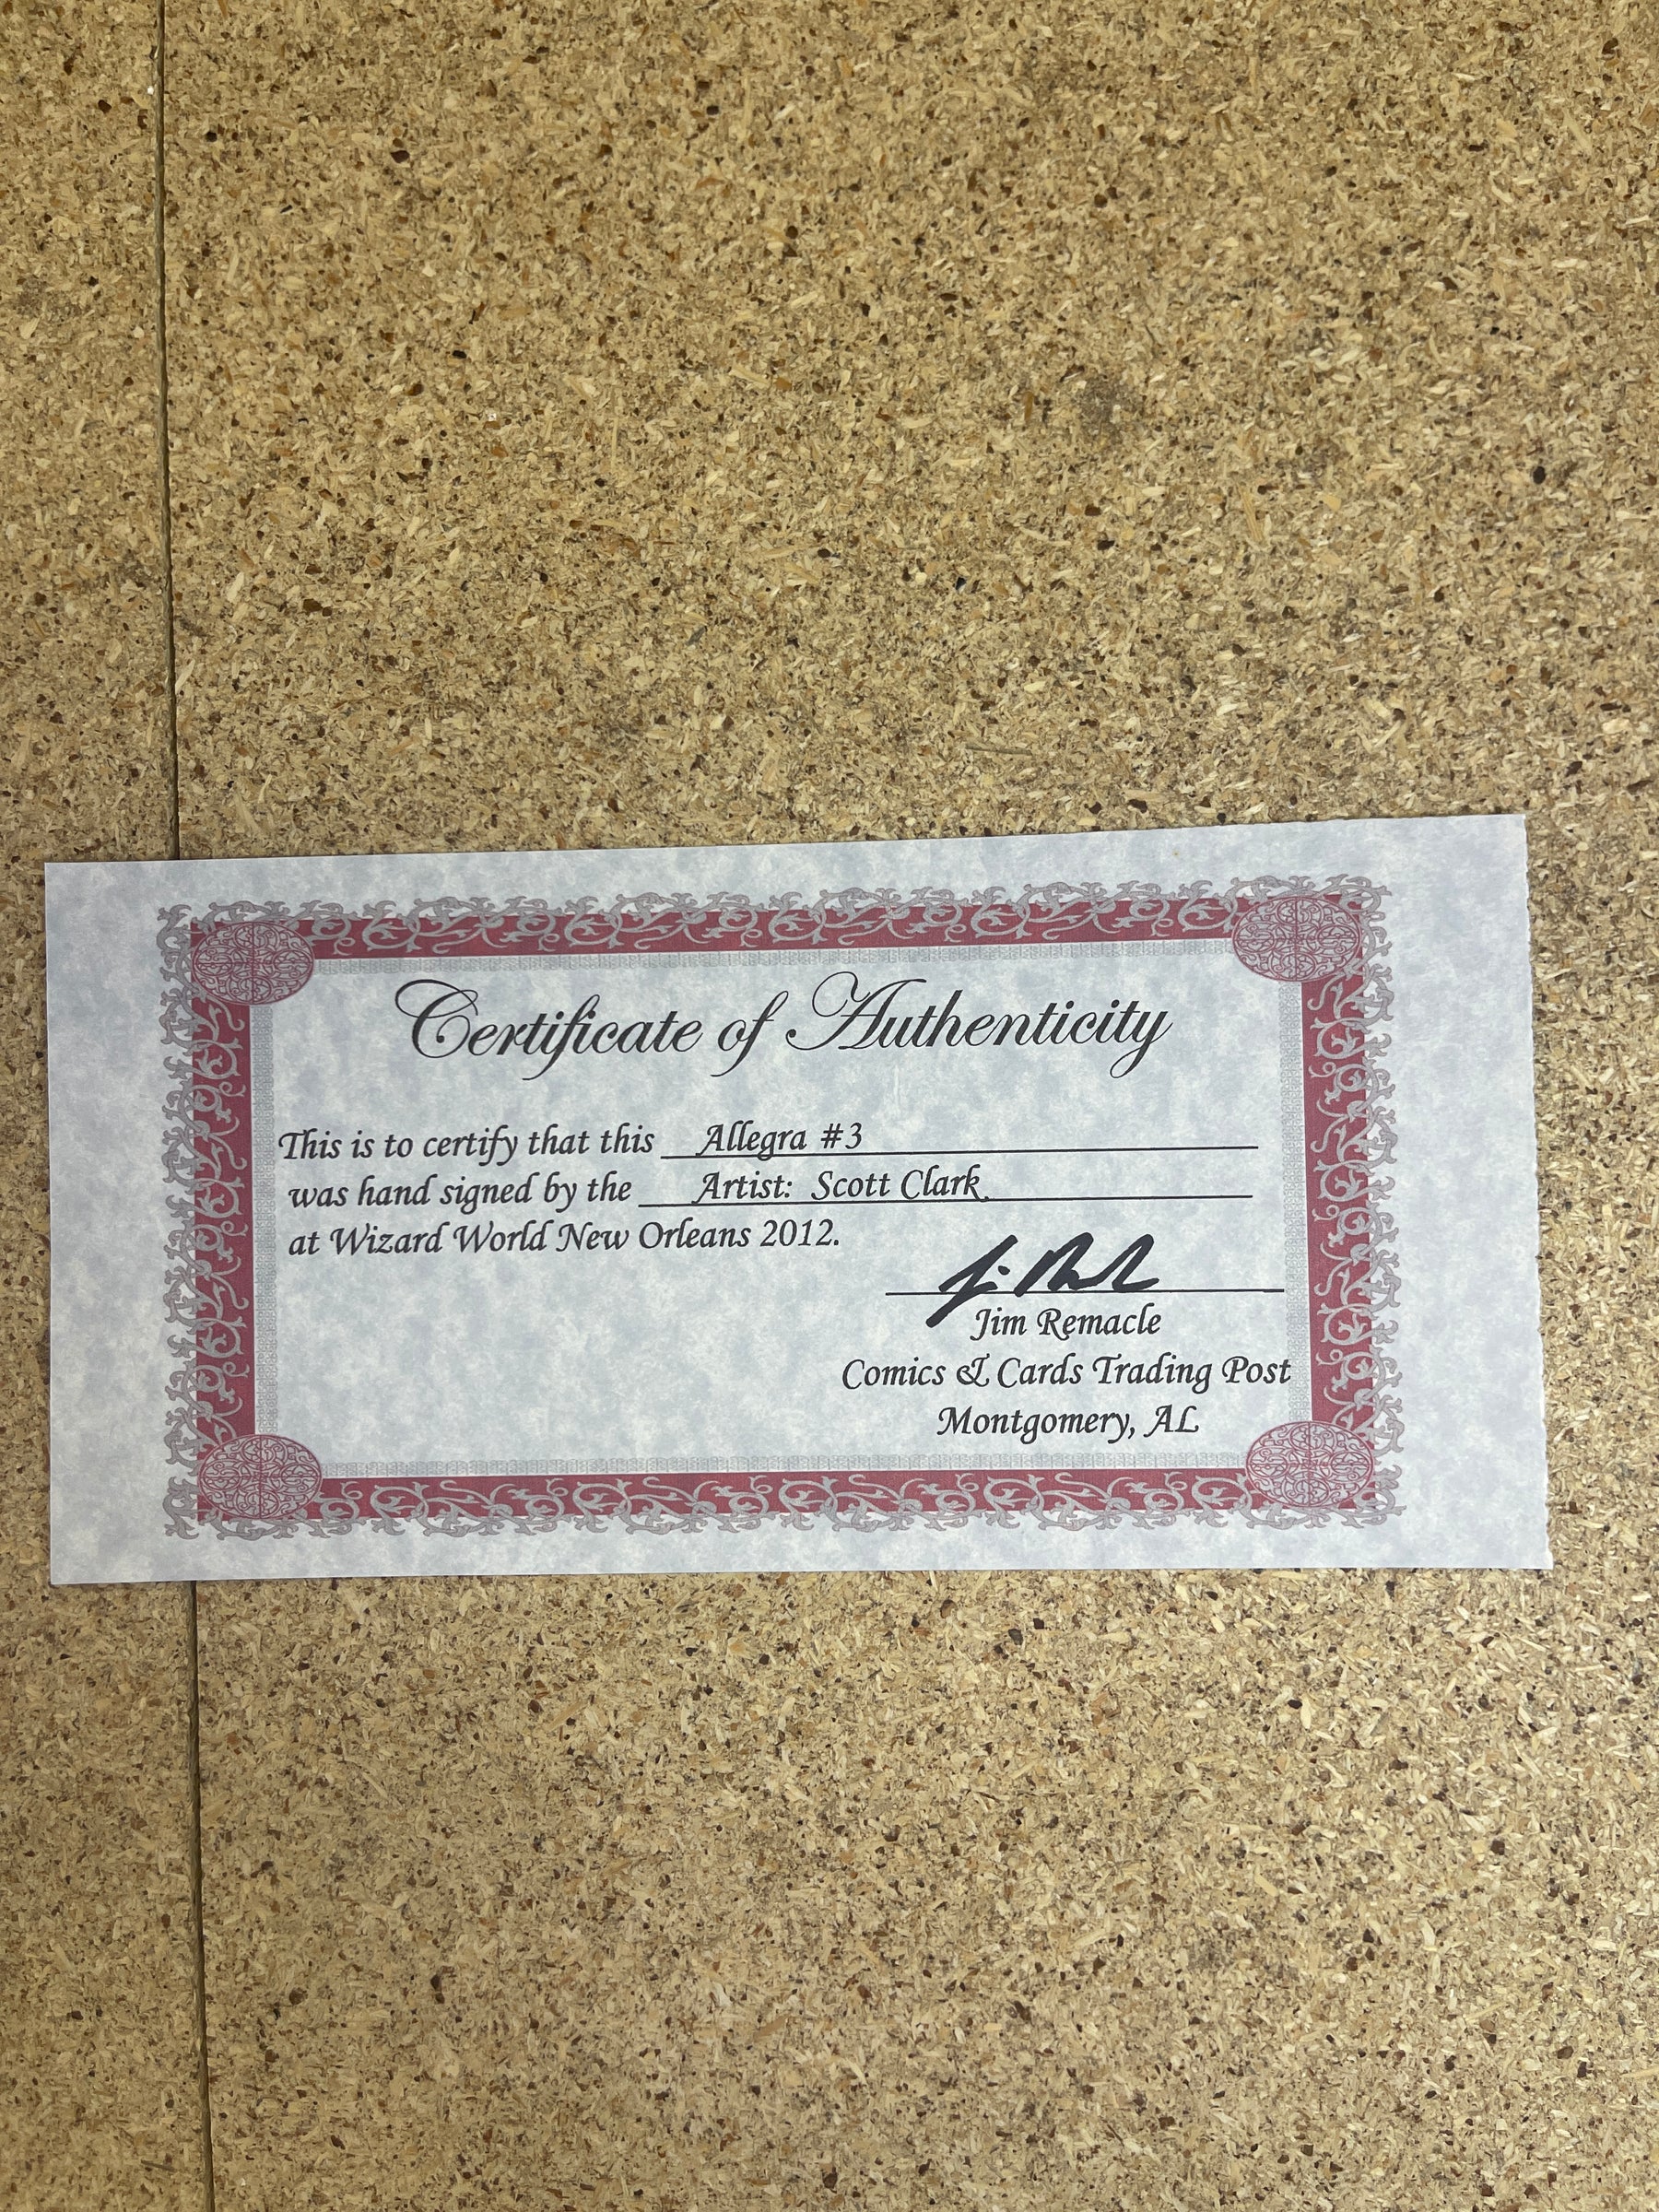 Certificate of Authenticity
This is to certify that this Allegra #3
was hand signed by the Artist: Scott Clark
at Wizard World New Orleans 2012.
Jim Remacle
Comics & Cards Trading Post
Montgomery, AL